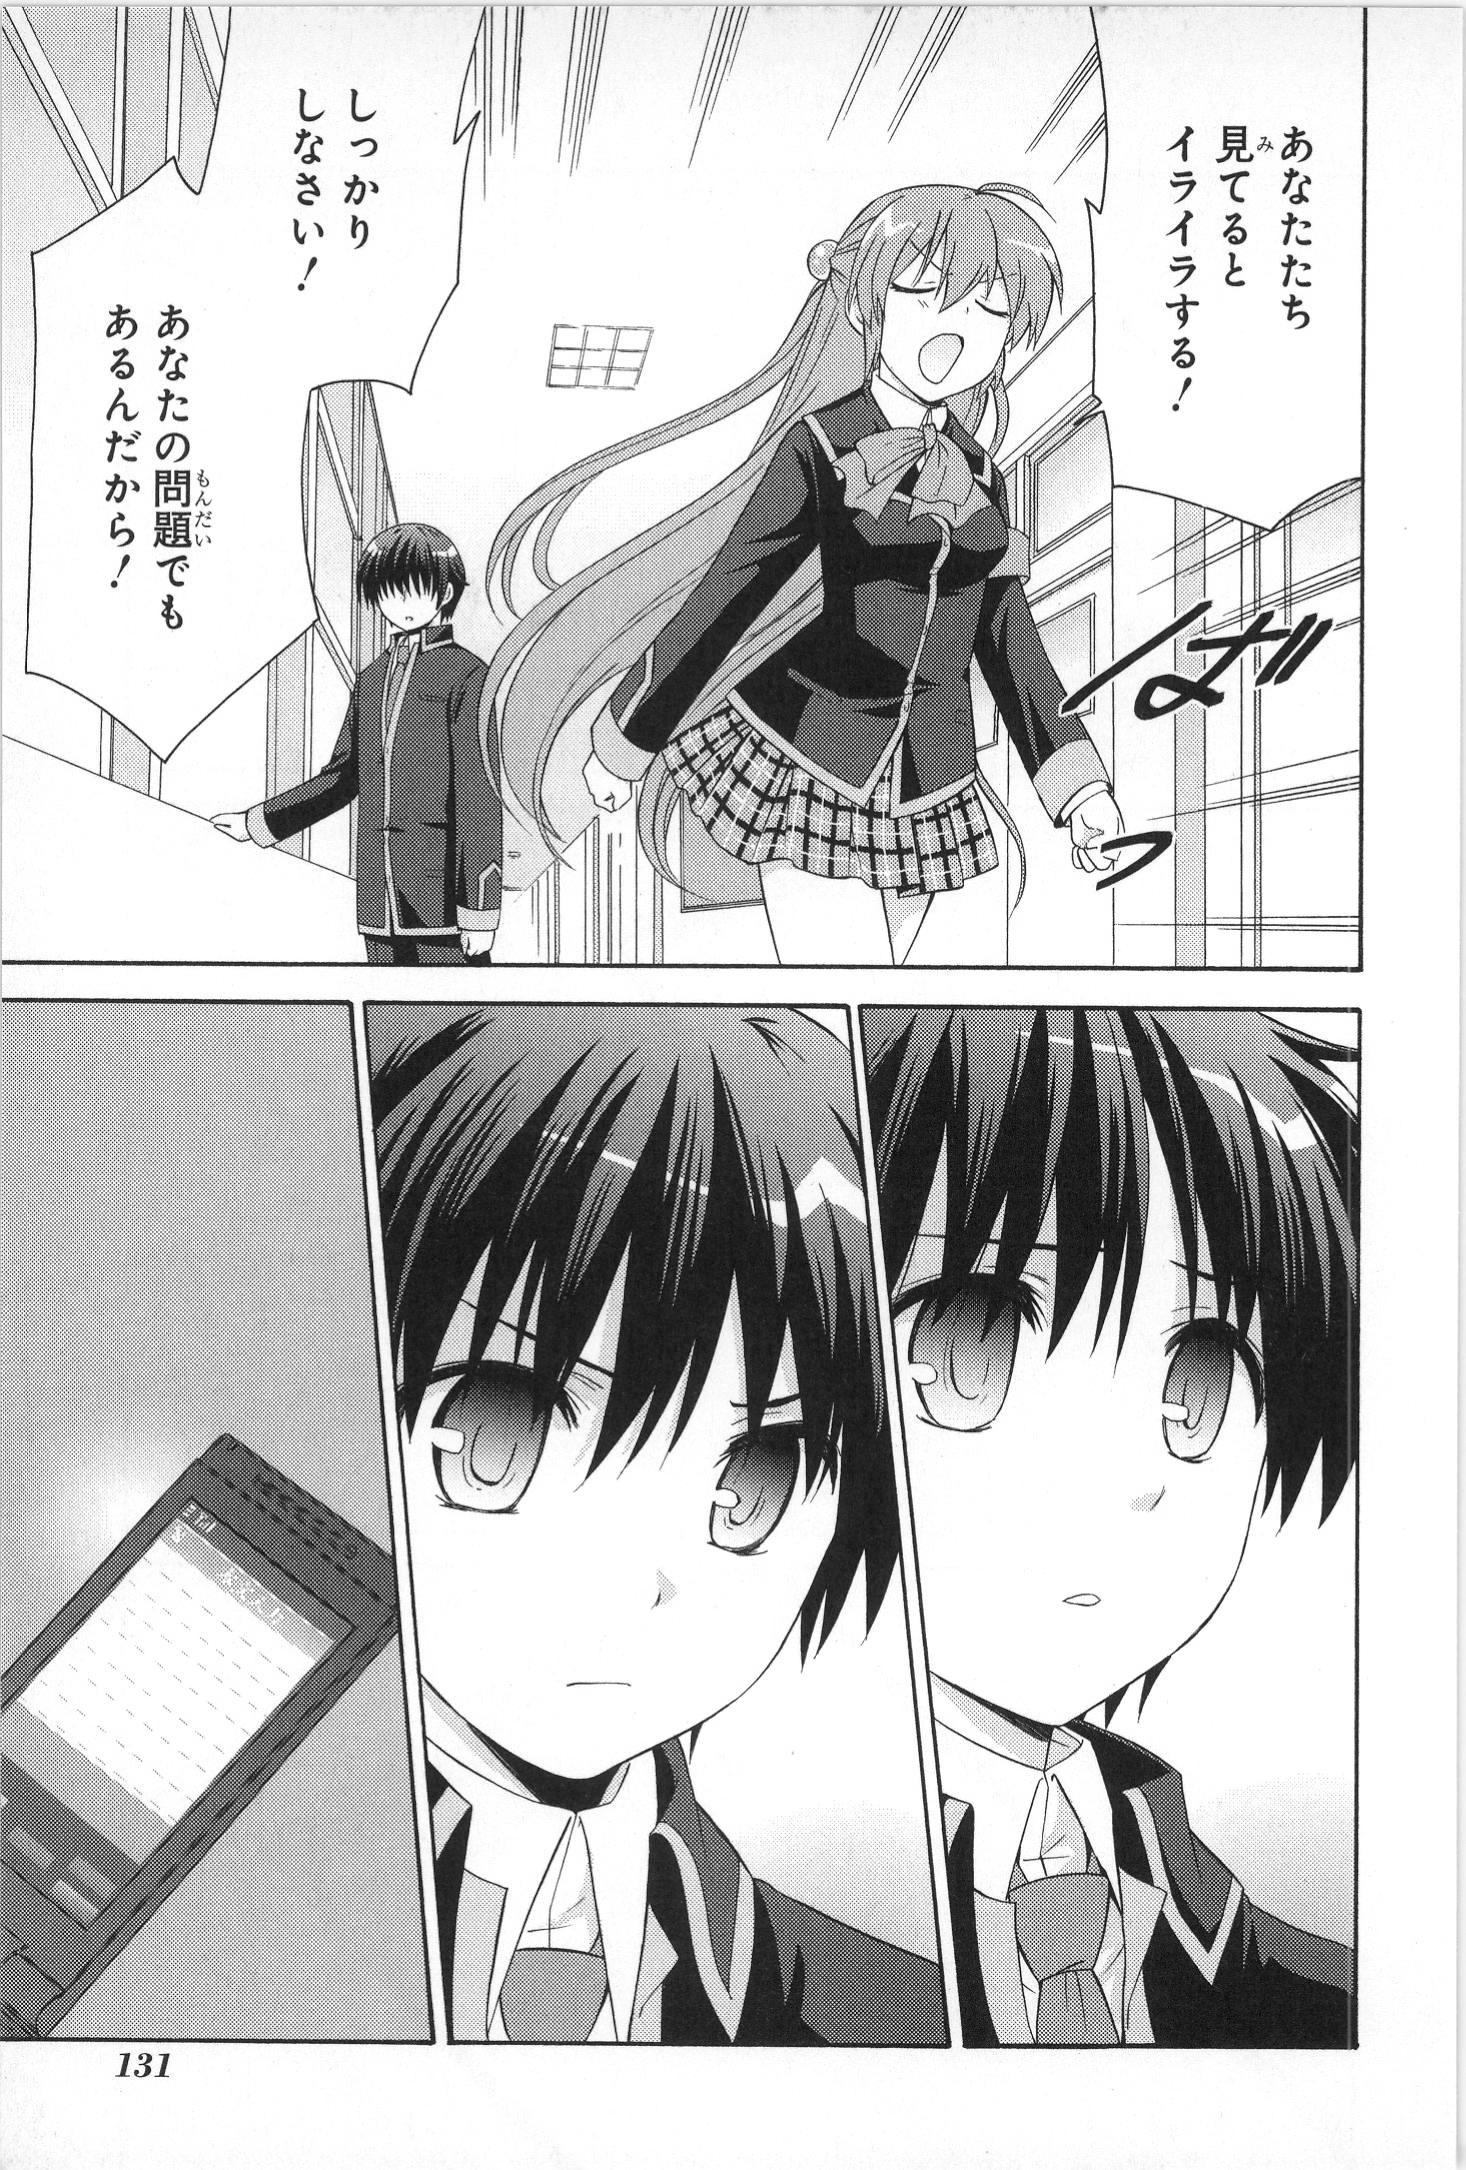 あなたたち
見てると
イライラする！
しっかり
しなさい！
あなたの問題でも
あるんだから！
131